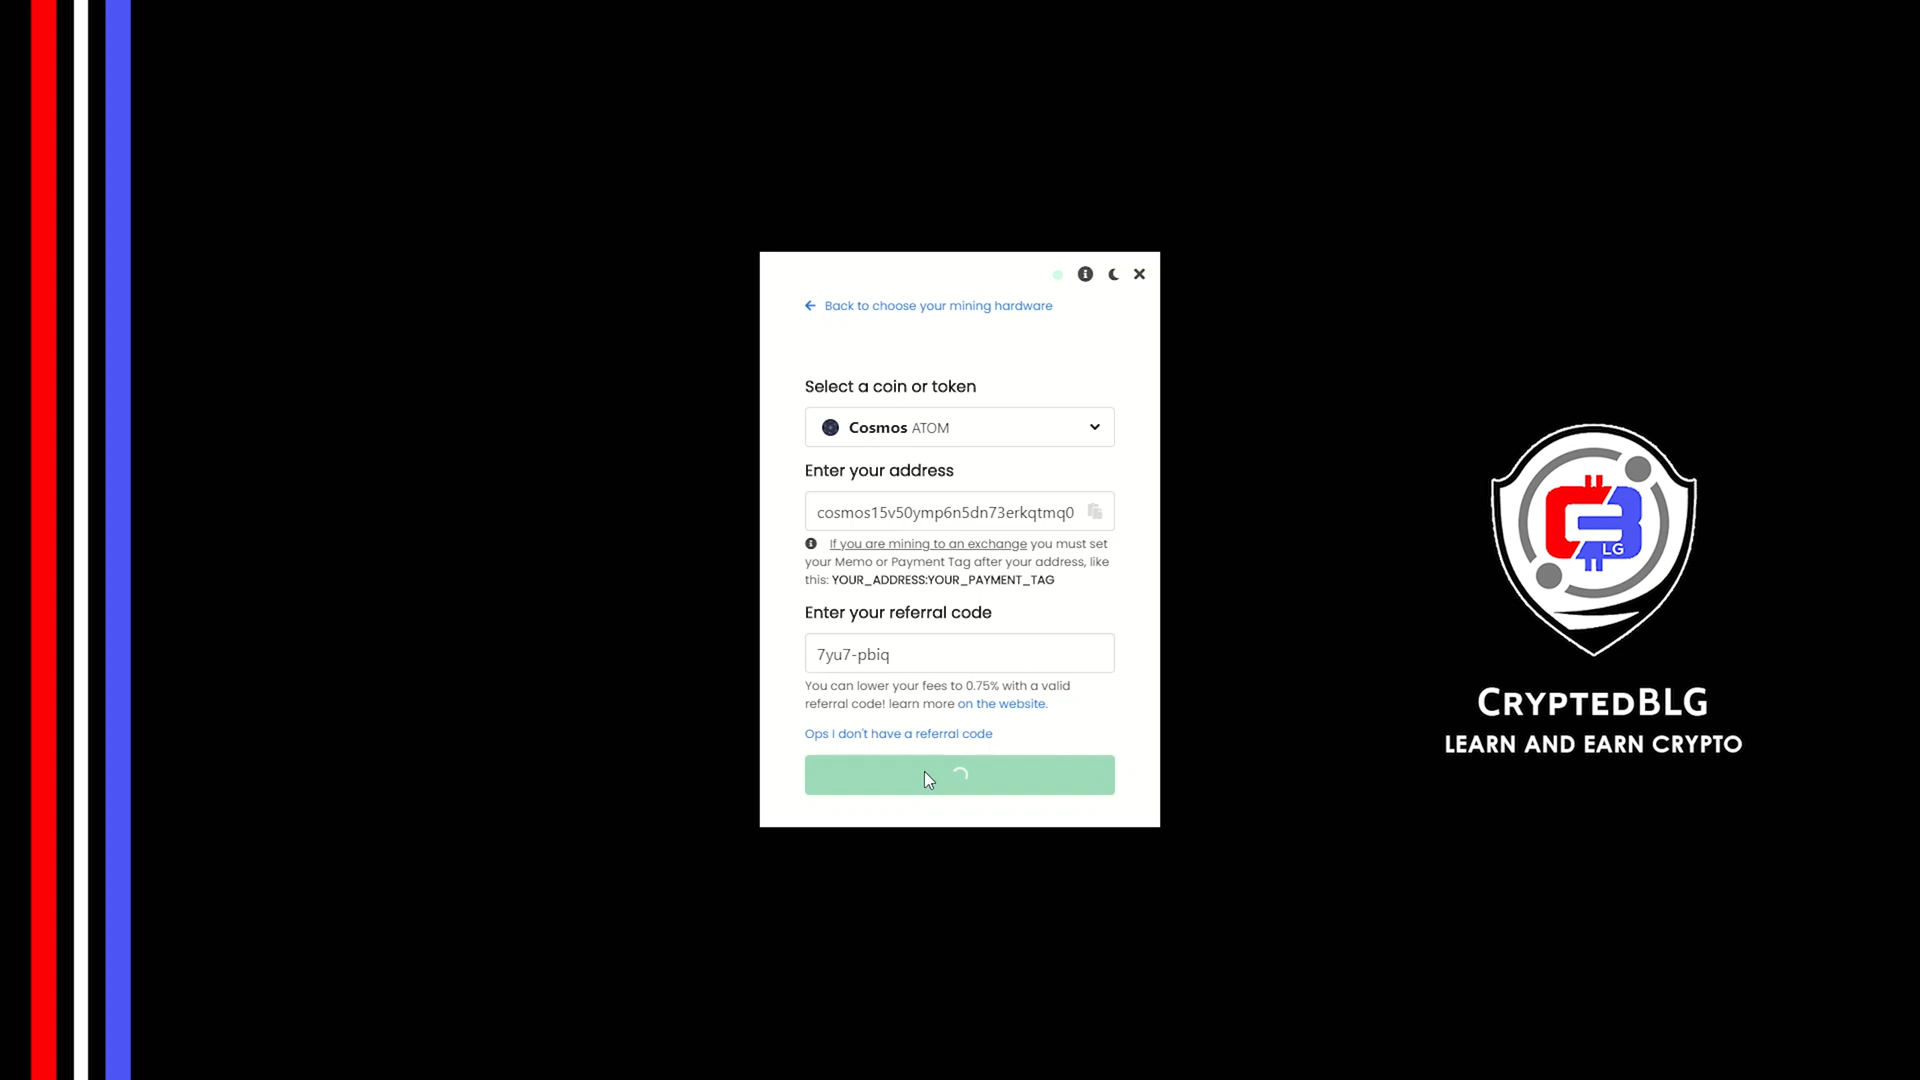 Back to choose your mining hardware
Select a coin or token
Cosmos ATOM
Enter your address
cosmos15v50ymp6n5dn73erkqtmq0
If you are mining to an exchange you must set
your Memo or Payment Tag after your address, like
this: YOUR_ADDRESS:YOUR_PAYMENT_TAG
Enter your referral code
7yu7-pbiq
You can lower your fees to 0.75% with a valid
referral code! learn more on the website.
Ops I don't have a referral code
CB
LG
CRYPTEDBLG
LEARN AND EARN CRYPTO